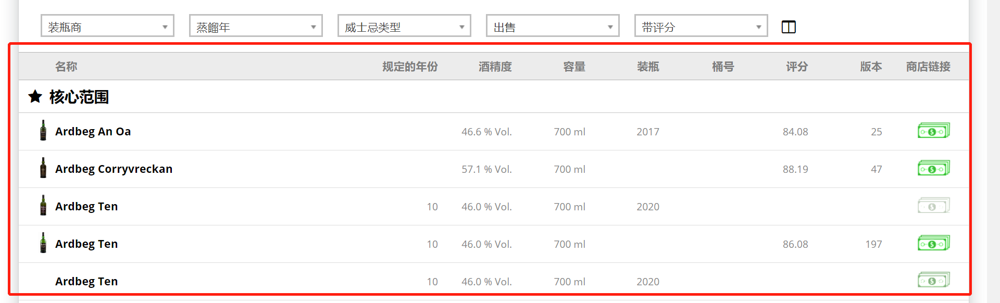 装瓶商 蒸餾年 威士忌类型 出售 带评分
名称 规定的年份 酒精度 容量 装瓶 桶号 评分 版本 商店链接
核心范围
Ardbeg An Oa 46.6 % Vol. 700 ml 2017 84.08 25
Ardbeg Corryvreckan 57.1 % Vol. 700 ml 88.19 47
Ardbeg Ten 10 46.0 % Vol. 700 ml 2020
Ardbeg Ten 10 46.0 % Vol. 700 ml 86.08 197
Ardbeg Ten 10 46.0 % Vol. 700 ml 2020